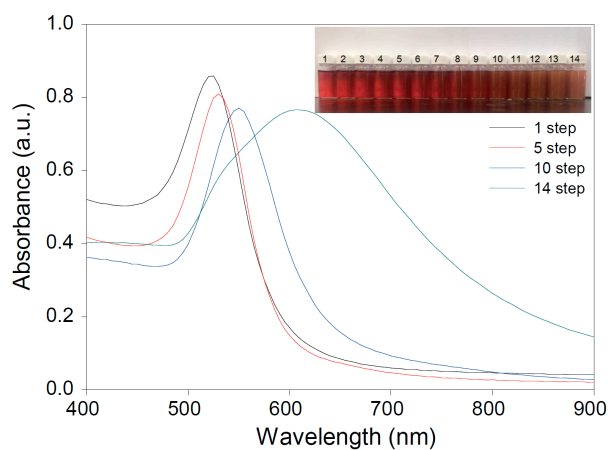 1.0
0.8
0.6
0.4
0.2
0.0
Absorbance (a.u.)
1 2 3 4 5 6 7 8 9 10 11 12 13 14
1 step
5 step
10 step
14 step
400 500 600 700 800 900
Wavelength (nm)